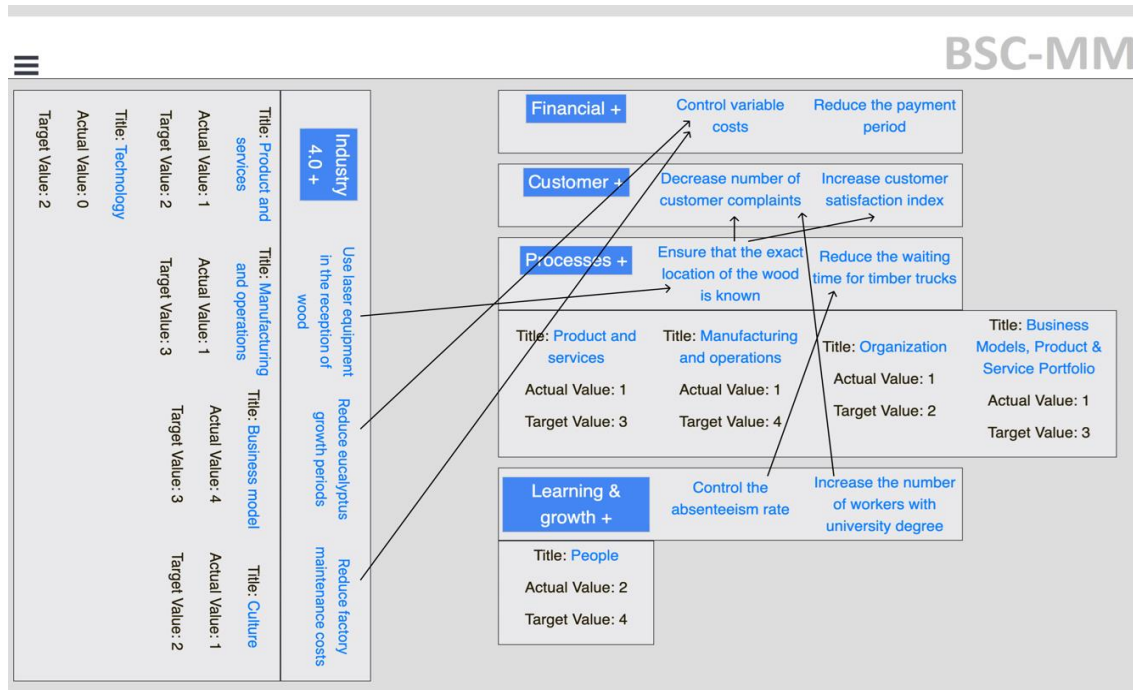 BSC-MM
Industry
4.0 +
Use laser equipment
in the reception of
wood
Reduce eucalyptus
growth periods
Reduce factory
maintenance costs
Title: Product and
services
Actual Value: 1
Target Value: 2
Title: Manufacturing
and operations
Actual Value: 1
Target Value: 3
Title: Business model
Actual Value: 4
Target Value: 3
Title: Culture
Actual Value: 1
Target Value: 2
Title: Technology
Actual Value: 0
Target Value: 2
Financial +
Control variable
costs
Reduce the payment
period
Customer +
Decrease number of
customer complaints
Increase customer
satisfaction index
Processes +
Ensure that the exact
location of the wood
is known
Reduce the waiting
time for timber trucks
Title: Product and
services
Actual Value: 1
Target Value: 3
Title: Manufacturing
and operations
Actual Value: 1
Target Value: 4
Title: Organization
Actual Value: 1
Target Value: 2
Title: Business
Models, Product &
Service Portfolio
Actual Value: 1
Target Value: 3
Learning &
growth +
Control the
absenteeism rate
Increase the number
of workers with
university degree
Title: People
Actual Value: 2
Target Value: 4